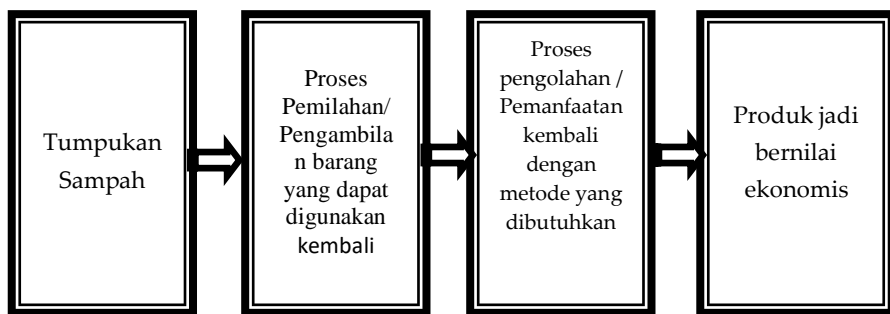 Tumpukan
Sampah
Proses
Pemilahan/
Pengambila
n barang
yang dapat
digunakan
kembali
Proses
pengolahan /
Pemanfaatan
kembali
dengan
metode yang
dibutuhkan
Produk jadi
bernilai
ekonomis